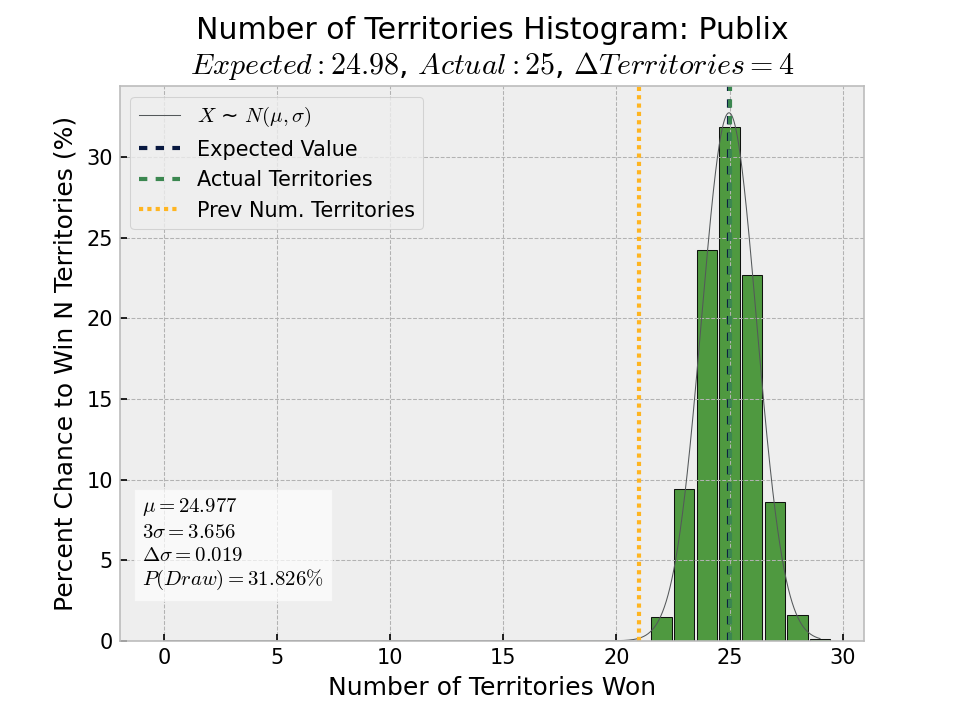 Number of Territories Histogram: Publix
Expected : 24.98, Actual : 25, ΔTerritories = 4
X ~ N(μ, σ)
Expected Value
Actual Territories
Prev Num. Territories
Percent Chance to Win N Territories (%)
30
25
20
15
10
5
0
μ = 24.977
3σ = 3.656
Δσ = 0.019
P(Draw) = 31.826%
0 5 10 15 20 25 30
Number of Territories Won